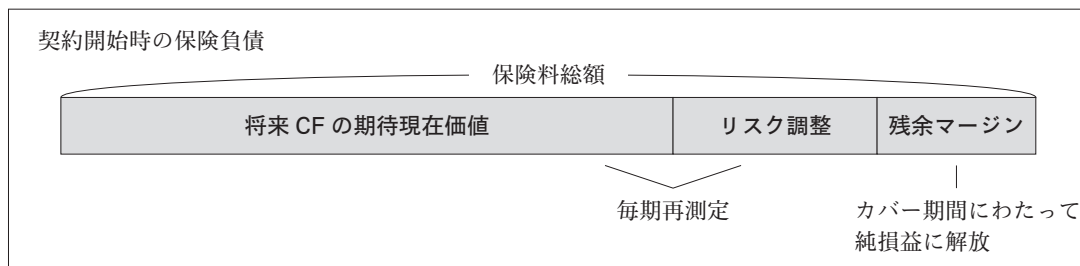 契約開始時の保険負債
保険料総額
将来 CF の期待現在価値
リスク調整
残余マージン
毎期再測定
カバー期間にわたって
純損益に解放